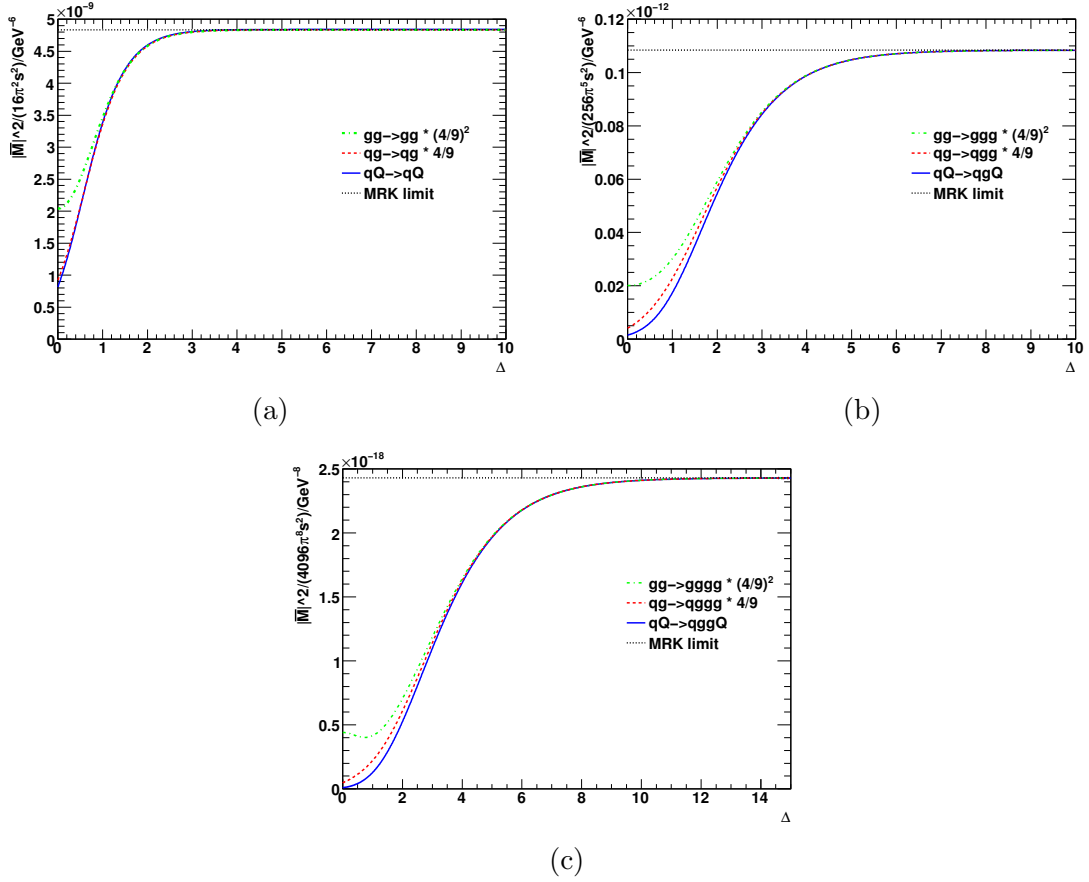 ×10⁻⁹
|M̅|^2/(16π²s²)/GeV⁻⁶
5
4.5
4
3.5
3
2.5
2
1.5
1
0.5
0
gg->gg * (4/9)²
qg->qg * 4/9
qQ->qQ
MRK limit
0 1 2 3 4 5 6 7 8 9 10
Δ
(a)
×10⁻¹²
|M̅|^2/(256π⁵s²)/GeV⁻⁶
0.12
0.1
0.08
0.06
0.04
0.02
0
gg->ggg * (4/9)²
qg->qgg * 4/9
qQ->qgQ
MRK limit
0 1 2 3 4 5 6 7 8 9 10
Δ
(b)
×10⁻¹⁸
|M̅|^2/(4096π⁸s²)/GeV⁻⁸
2.5
2
1.5
1
0.5
0
gg->gggg * (4/9)²
qg->qggg * 4/9
qQ->qggQ
MRK limit
0 2 4 6 8 10 12 14
Δ
(c)